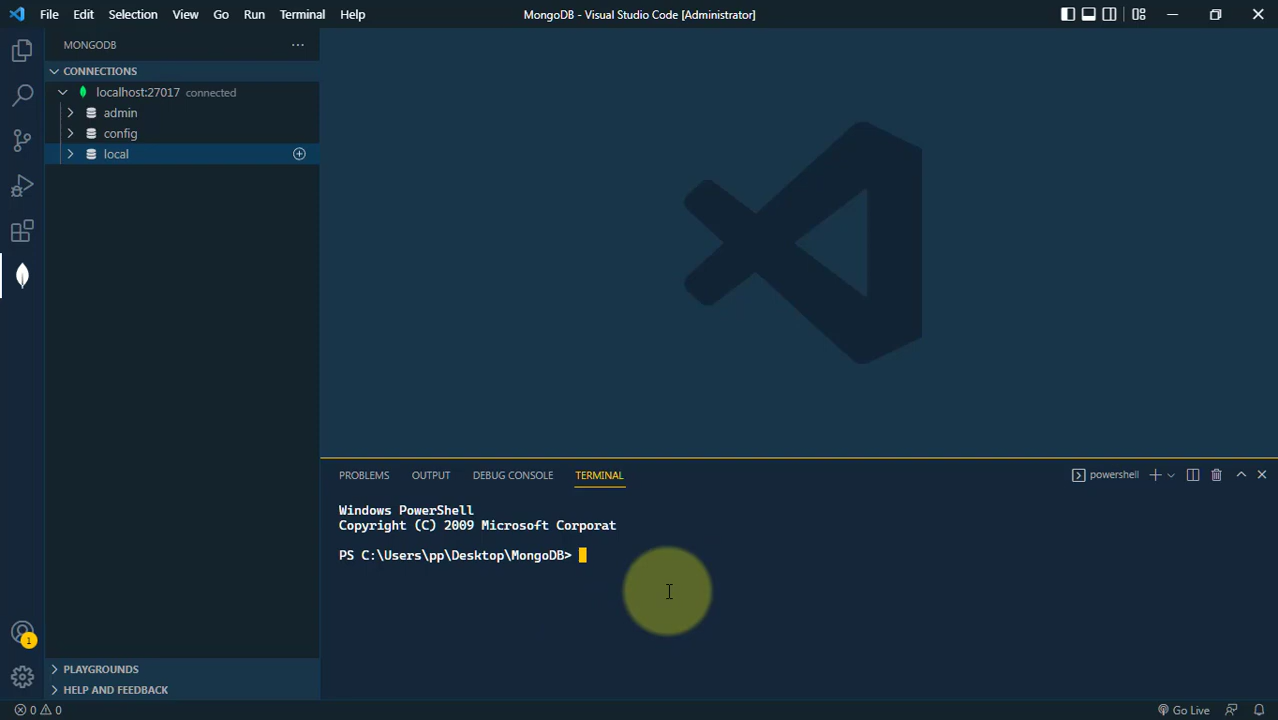 File Edit Selection View Go Run Terminal Help
MongoDB - Visual Studio Code [Administrator]
MONGODB
CONNECTIONS
localhost:27017 connected
admin
config
local
PROBLEMS OUTPUT DEBUG CONSOLE TERMINAL
powershell
Windows PowerShell
Copyright (C) 2009 Microsoft Corporat
PS C:\Users\pp\Desktop\MongoDB>
1
PLAYGROUNDS
HELP AND FEEDBACK
0 0
Go Live